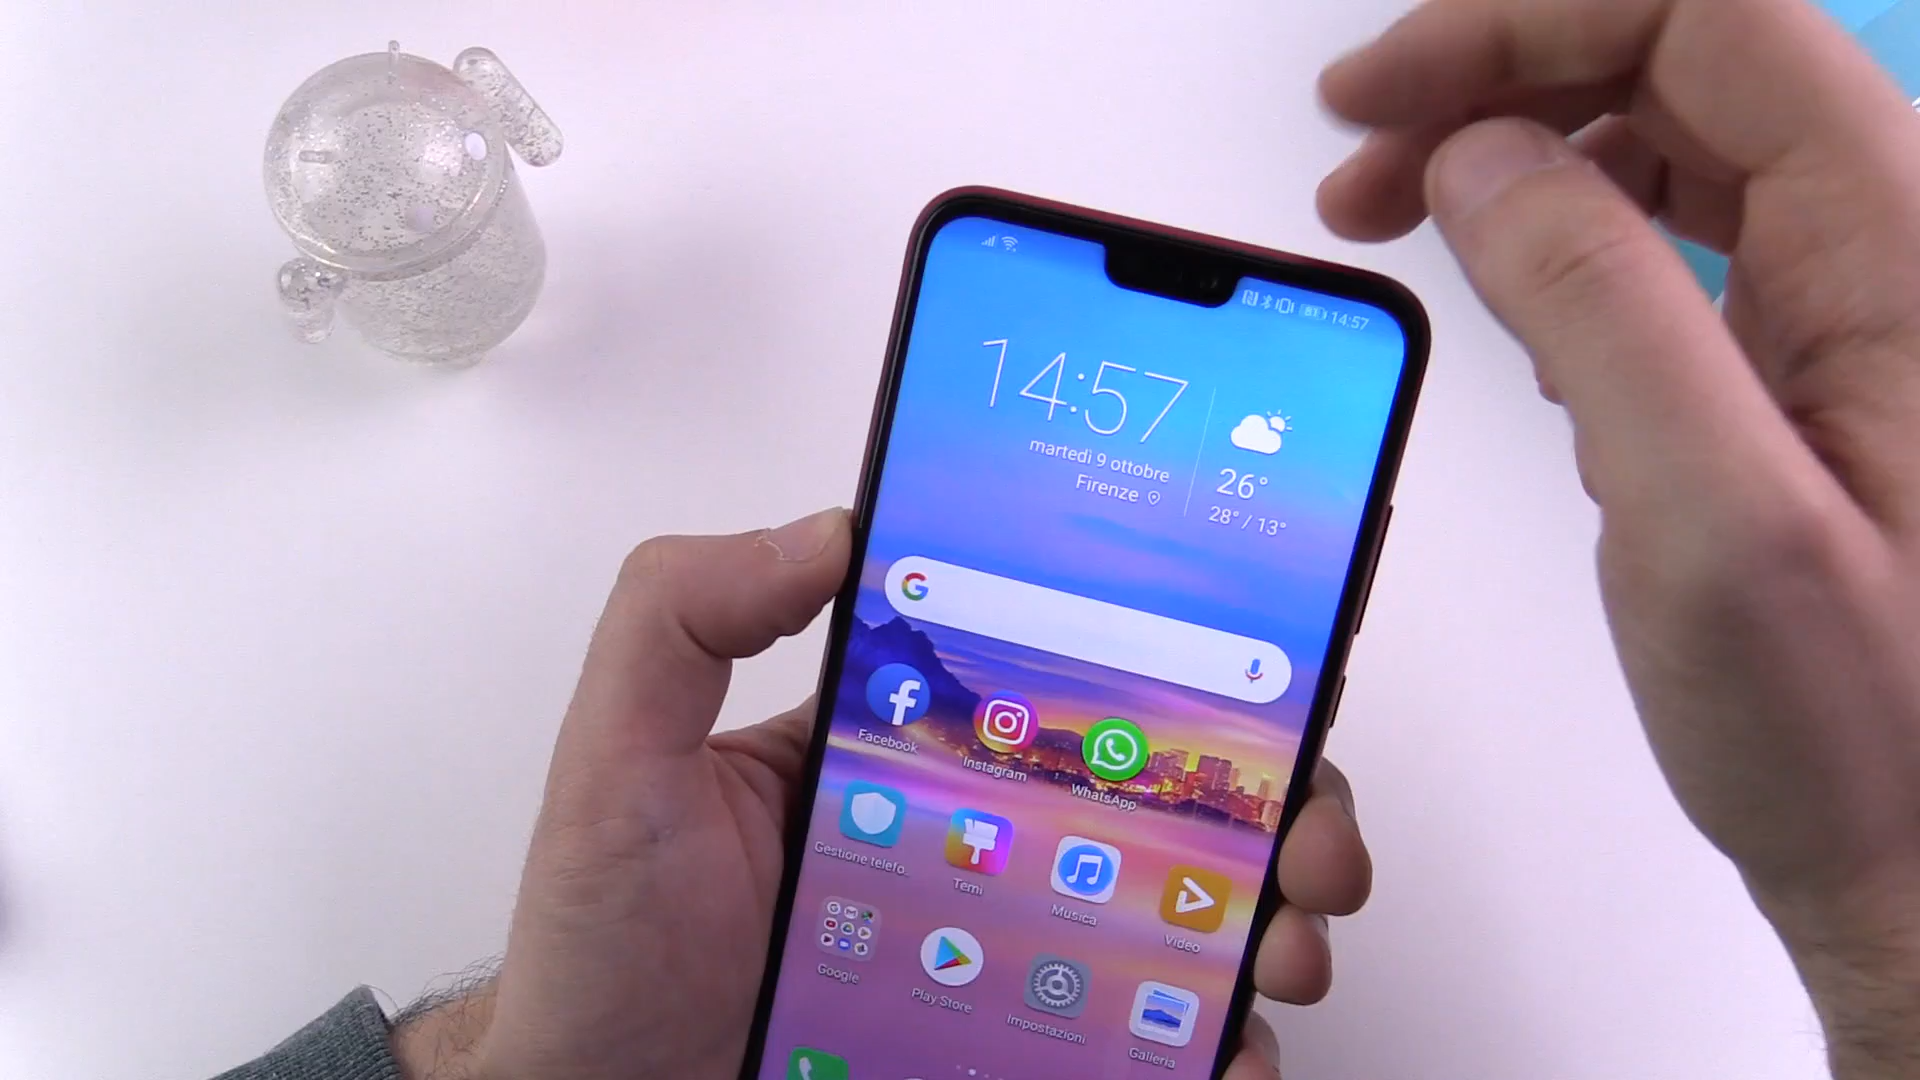 81 14:57
14:57
martedì 9 ottobre
Firenze
26°
28° / 13°
G
Facebook
Instagram
WhatsApp
Gestione telefo..
Temi
Musica
Video
Google
Play Store
Impostazioni
Galleria